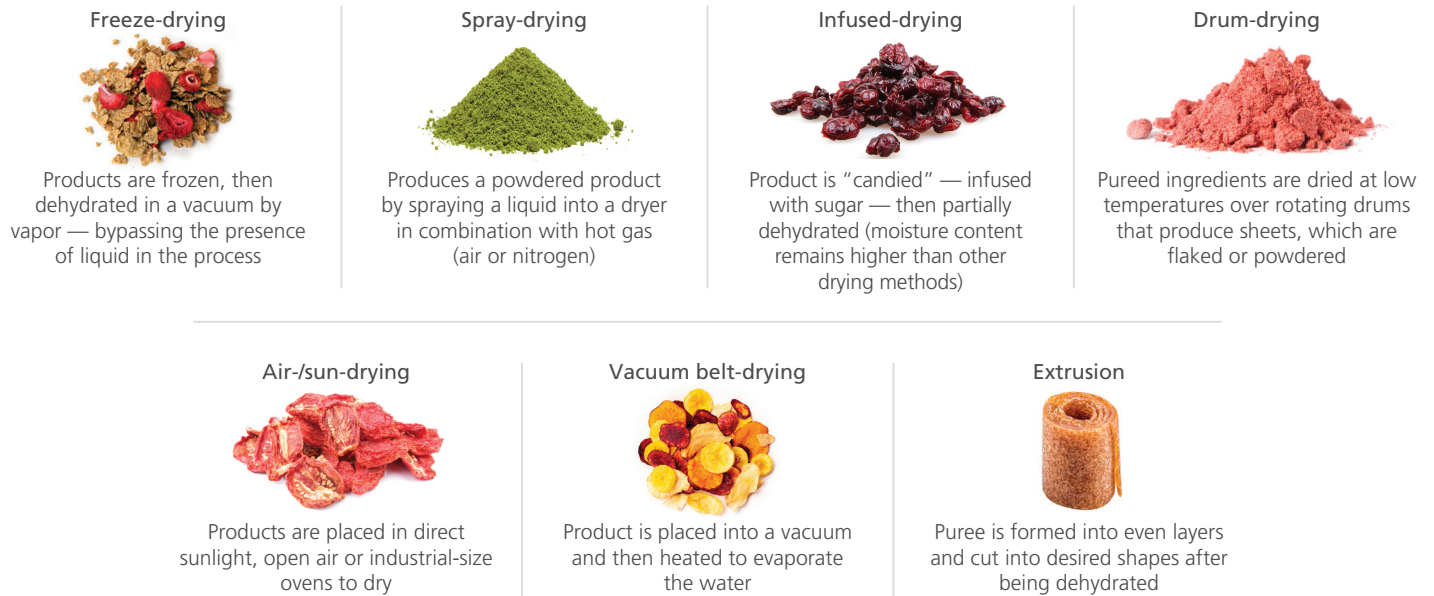 Freeze-drying
Products are frozen, then
dehydrated in a vacuum by
vapor — bypassing the presence
of liquid in the process
Spray-drying
Produces a powdered product
by spraying a liquid into a dryer
in combination with hot gas
(air or nitrogen)
Infused-drying
Product is “candied” — infused
with sugar — then partially
dehydrated (moisture content
remains higher than other
drying methods)
Drum-drying
Pureed ingredients are dried at low
temperatures over rotating drums
that produce sheets, which are
flaked or powdered
Air-/sun-drying
Products are placed in direct
sunlight, open air or industrial-size
ovens to dry
Vacuum belt-drying
Product is placed into a vacuum
and then heated to evaporate
the water
Extrusion
Puree is formed into even layers
and cut into desired shapes after
being dehydrated